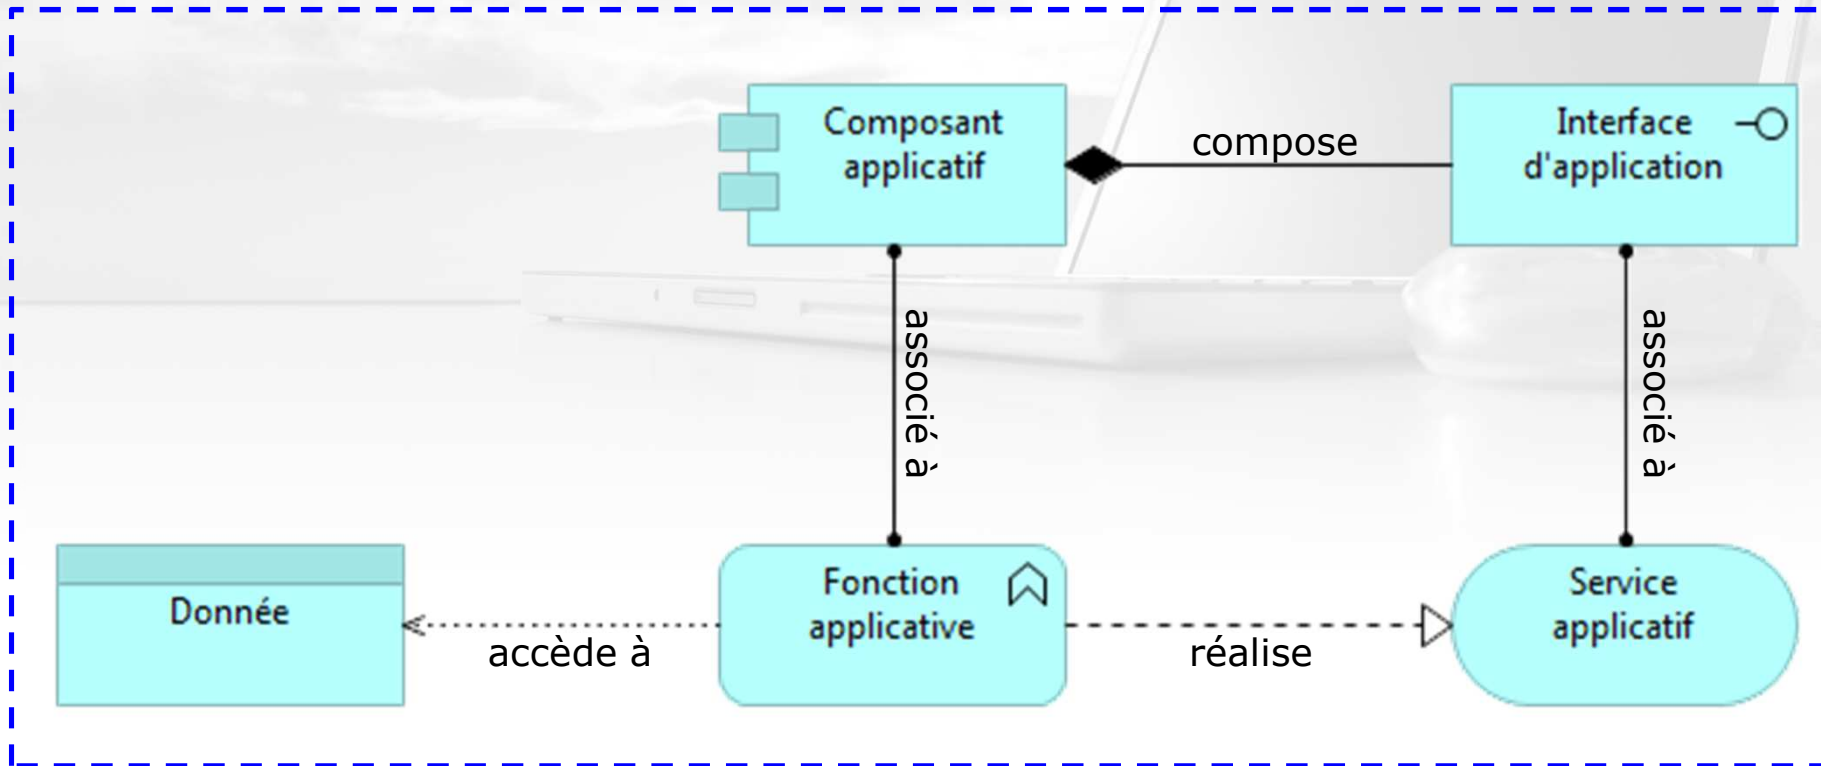 Composant
applicatif
compose
Interface
d'application
associé à
associé à
Donnée
accède à
Fonction
applicative
réalise
Service
applicatif